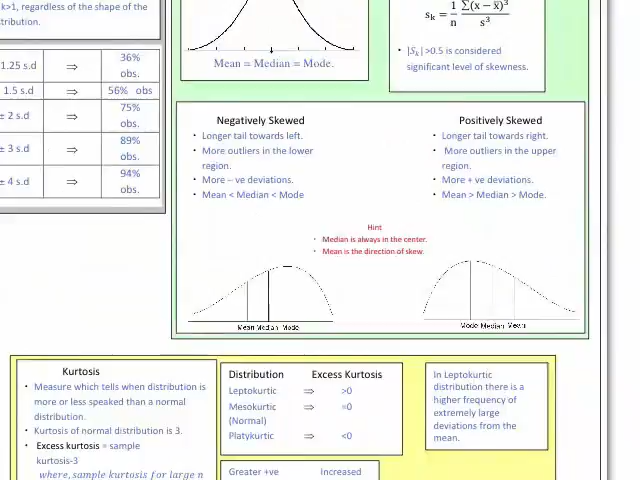 k>1, regardless of the shape of the
stribution.
1.25 s.d ⇒ 36% obs.
1.5 s.d ⇒ 56% obs
± 2 s.d ⇒ 75% obs.
± 3 s.d ⇒ 89% obs.
± 4 s.d ⇒ 94% obs.
Mean = Median = Mode.
s_k = 1/n ∑(x − x̄)³/s³
• |S_k| >0.5 is considered
significant level of skewness.
Negatively Skewed
• Longer tail towards left.
• More outliers in the lower
region.
• More – ve deviations.
• Mean < Median < Mode
Positively Skewed
• Longer tail towards right.
• More outliers in the upper
region.
• More + ve deviations.
• Mean > Median > Mode.
Hint
• Median is always in the center.
• Mean is the direction of skew.
Mean Median Mode
Mode Median Mean
Kurtosis
• Measure which tells when distribution is
more or less speaked than a normal
distribution.
• Kurtosis of normal distribution is 3.
• Excess kurtosis = sample
kurtosis-3
where, sample kurtosis for large n
Distribution Excess Kurtosis
Leptokurtic ⇒ >0
Mesokurtic ⇒ =0
(Normal)
Platykurtic ⇒ <0
Greater +ve Increased
In Leptokurtic
distribution there is a
higher frequency of
extremely large
deviations from the
mean.